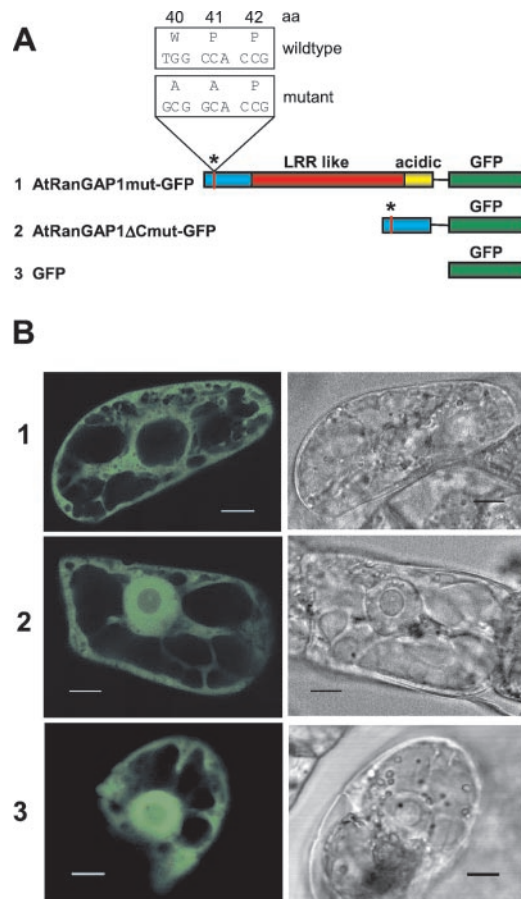 A
40 41 42 aa
W P P
TGG CCA CCG
wildtype
A A P
GCG GCA CCG
mutant
*
LRR like acidic GFP
1 AtRanGAP1mut-GFP
* GFP
2 AtRanGAP1ΔCmut-GFP
GFP
3 GFP
B
1
2
3